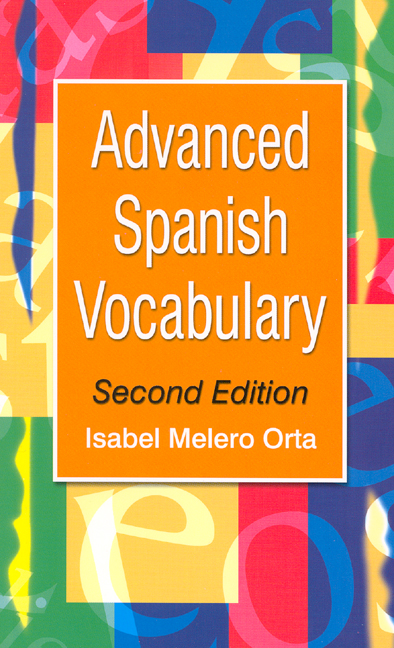 Advanced
Spanish
Vocabulary
Second Edition
Isabel Melero Orta